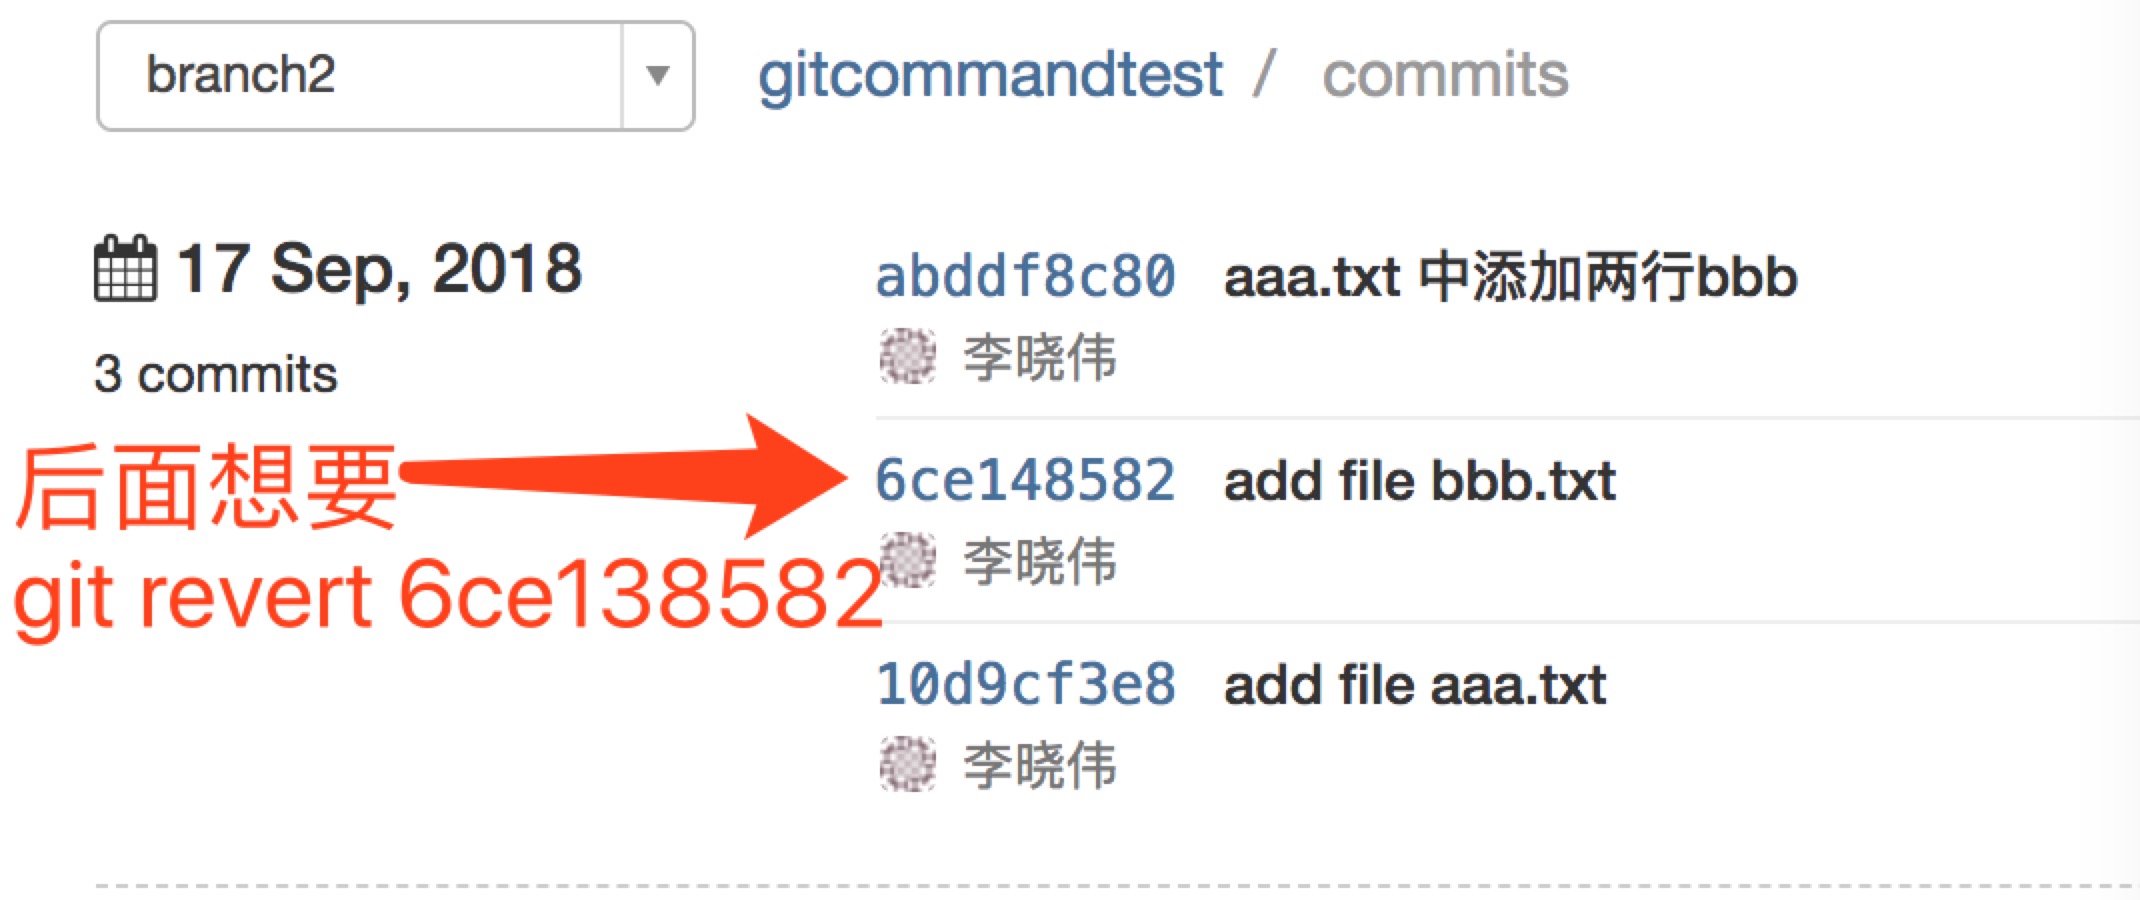 branch2
gitcommandtest / commits
17 Sep, 2018
3 commits
abddf8c80 aaa.txt 中添加两行bbb
李晓伟
后面想要
git revert 6ce138582
6ce148582 add file bbb.txt
李晓伟
10d9cf3e8 add file aaa.txt
李晓伟